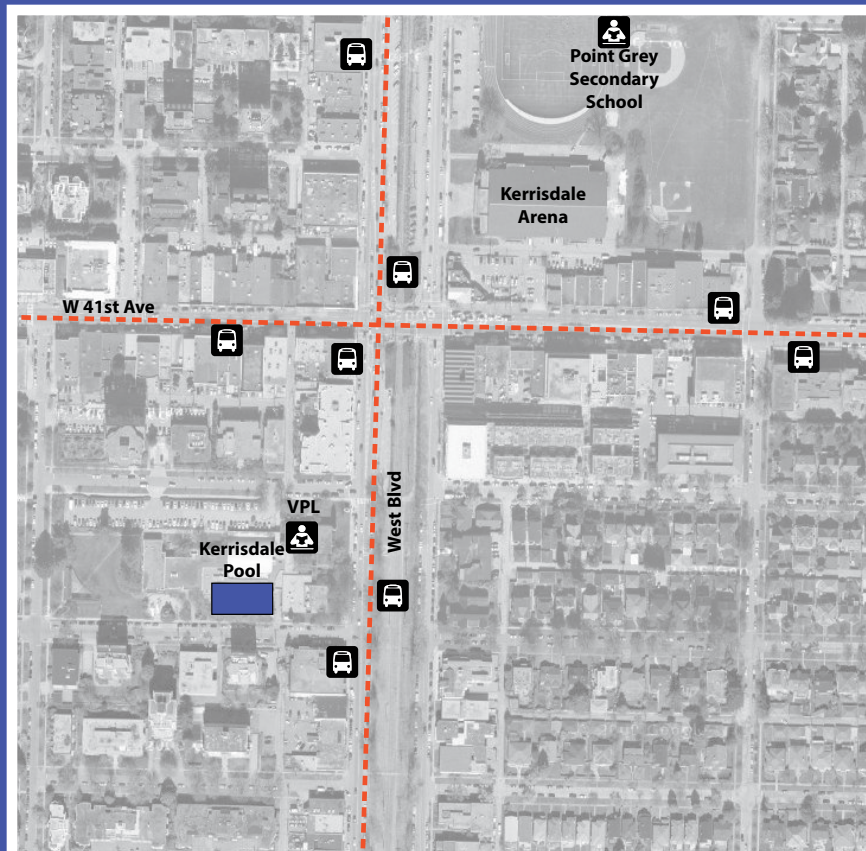 Point Grey
Secondary
School
Kerrisdale
Arena
W 41st Ave
West Blvd
VPL
Kerrisdale
Pool